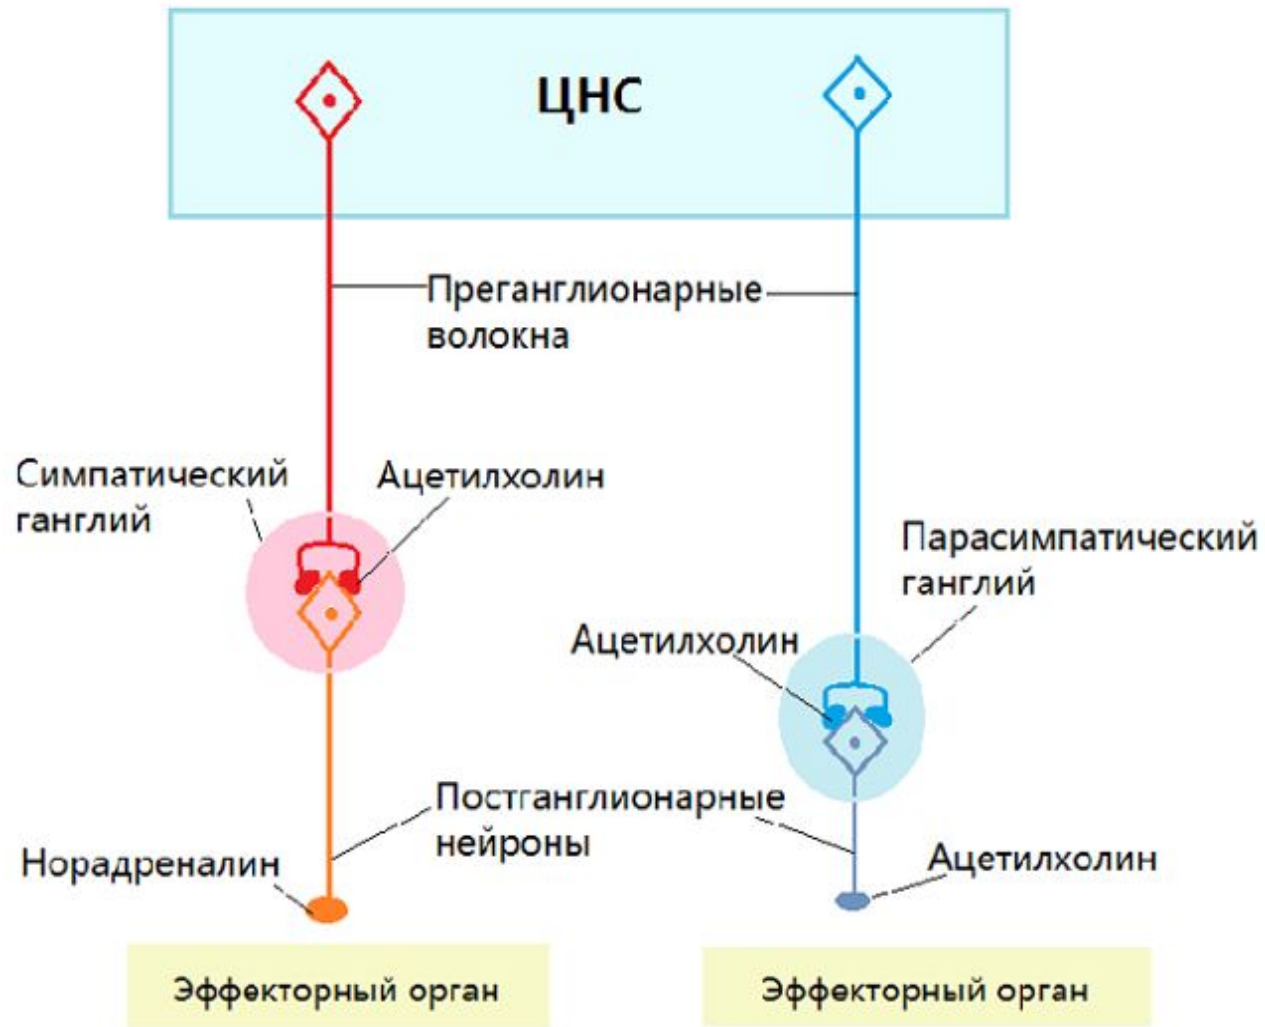 ЦНС
Преганглионарные
волокна
Симпатический
ганглий
Ацетилхолин
Парасимпатический
ганглий
Ацетилхолин
Постганглионарные
нейроны
Норадреналин
Ацетилхолин
Эффекторный орган
Эффекторный орган